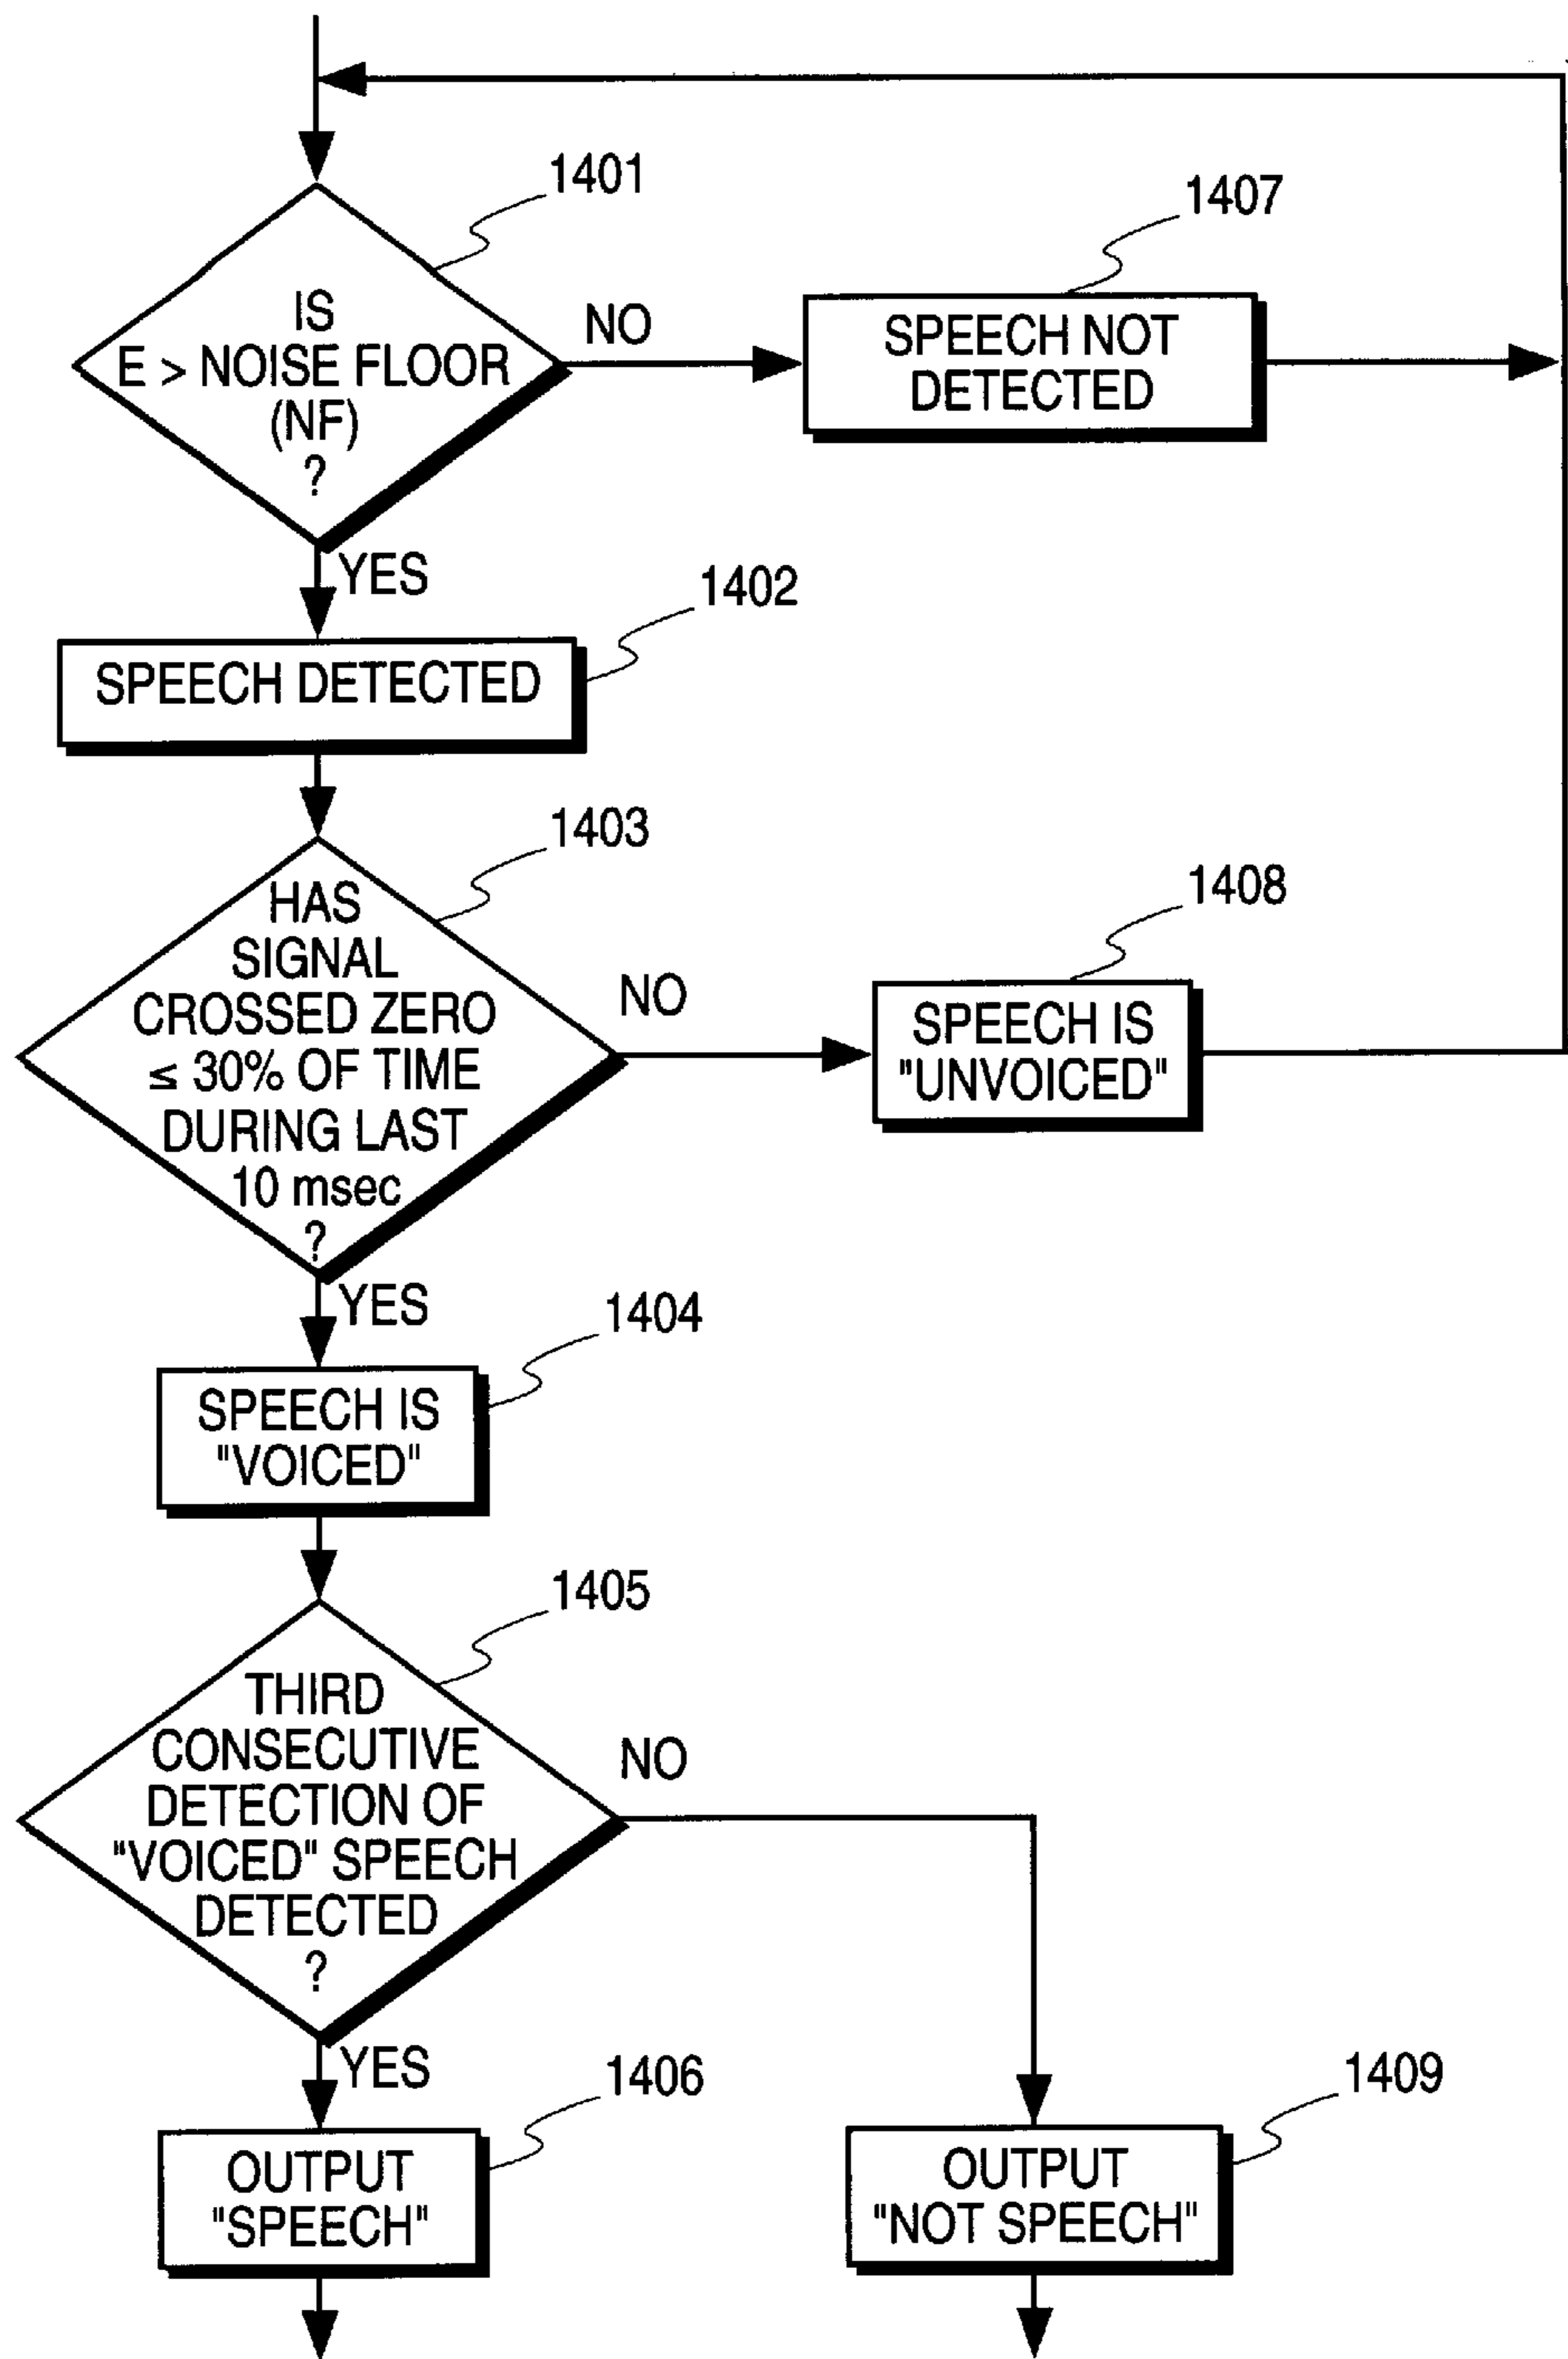 1401
IS
E > NOISE FLOOR
(NF)
?
NO
1407
SPEECH NOT
DETECTED
YES
1402
SPEECH DETECTED
1403
HAS
SIGNAL
CROSSED ZERO
≤ 30% OF TIME
DURING LAST
10 msec
?
NO
1408
SPEECH IS
"UNVOICED"
YES
1404
SPEECH IS
"VOICED"
1405
THIRD
CONSECUTIVE
DETECTION OF
"VOICED" SPEECH
DETECTED
?
NO
YES
1406
OUTPUT
"SPEECH"
1409
OUTPUT
"NOT SPEECH"